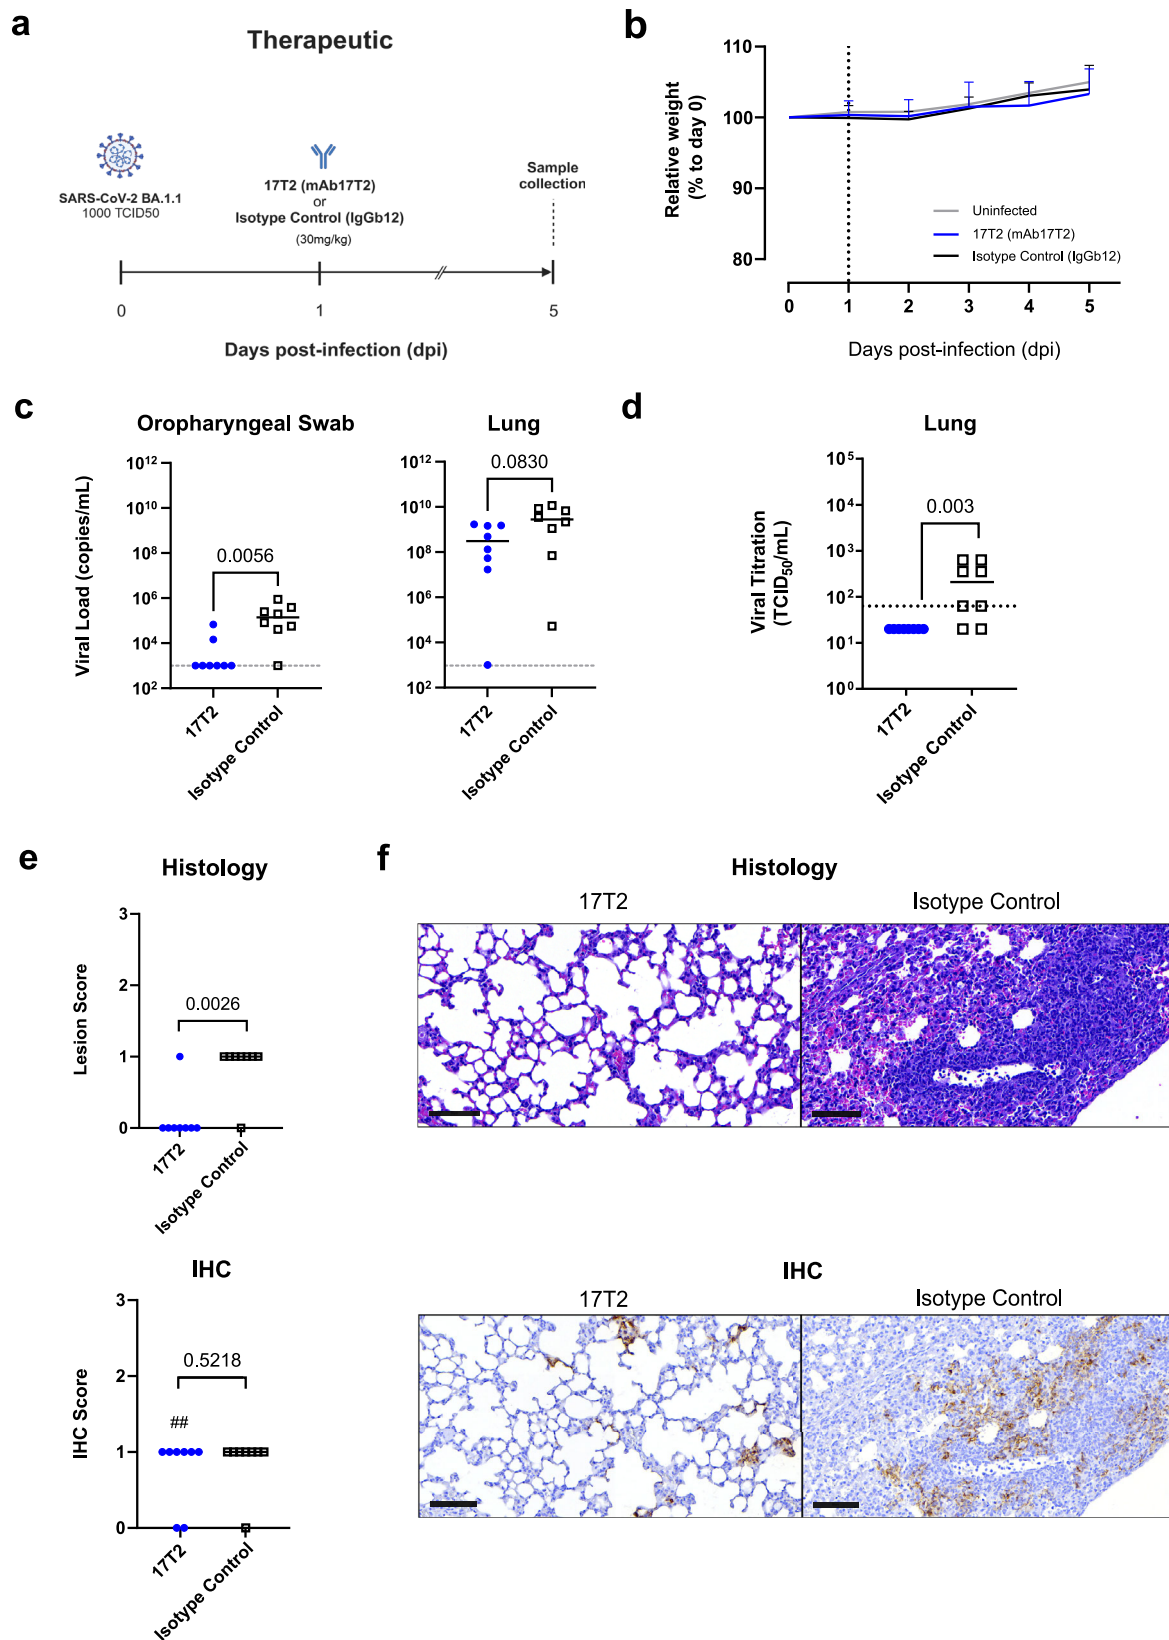 a
Therapeutic
SARS-CoV-2 BA.1.1
1000 TCID50
17T2 (mAb17T2)
or
Isotype Control (IgGb12)
(30mg/kg)
Sample
collection
0
1
5
Days post-infection (dpi)
b
Relative weight
(% to day 0)
110
100
90
80
Uninfected
17T2 (mAb17T2)
Isotype Control (IgGb12)
0 1 2 3 4 5
Days post-infection (dpi)
c
Oropharyngeal Swab
Viral Load (copies/mL)
10¹²
10¹⁰
10⁸
10⁶
10⁴
10²
0.0056
17T2
Isotype Control
Lung
10¹²
10¹⁰
10⁸
10⁶
10⁴
10²
0.0830
17T2
Isotype Control
d
Lung
Viral Titration
(TCID₅₀/mL)
10⁵
10⁴
10³
10²
10¹
10⁰
0.003
17T2
Isotype Control
e
Histology
Lesion Score
3
2
1
0
0.0026
17T2
Isotype Control
IHC
IHC Score
3
2
1
0
0.5218
##
17T2
Isotype Control
f
Histology
17T2
Isotype Control
IHC
17T2
Isotype Control